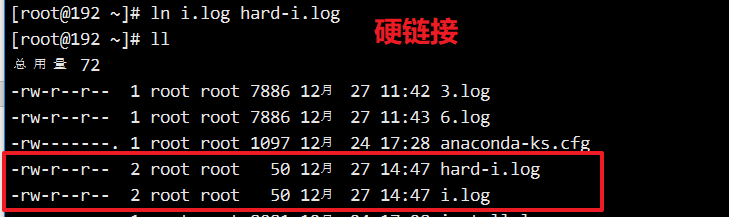 [root@192 ~]# ln i.log hard-i.log
[root@192 ~]# ll
硬链接
总用量 72
-rw-r--r-- 1 root root 7886 12月 27 11:42 3.log
-rw-r--r-- 1 root root 7886 12月 27 11:43 6.log
-rw-------. 1 root root 1097 12月 24 17:28 anaconda-ks.cfg
-rw-r--r-- 2 root root 50 12月 27 14:47 hard-i.log
-rw-r--r-- 2 root root 50 12月 27 14:47 i.log